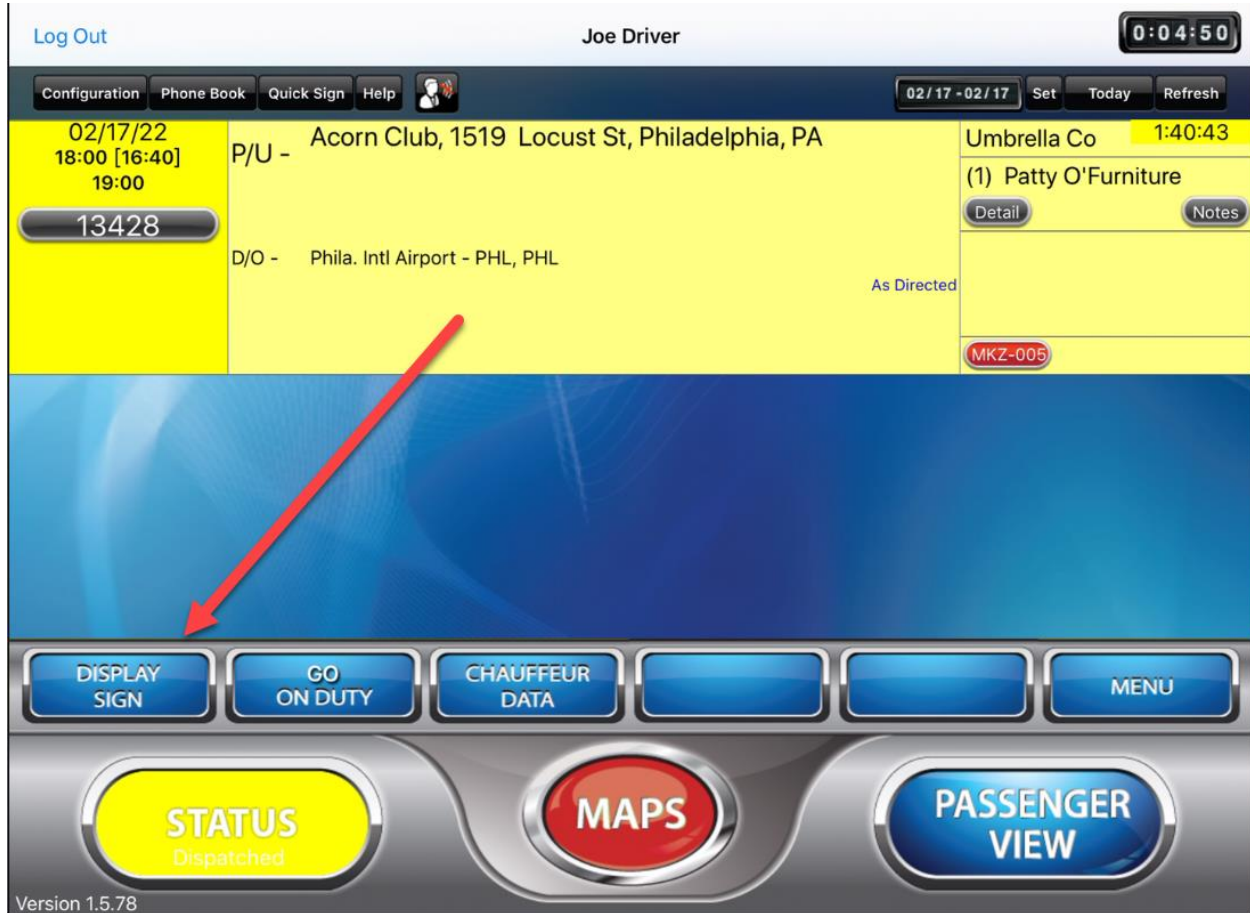 Log Out
Joe Driver
0:04:50
Configuration
Phone Book
Quick Sign
Help
02/17-02/17
Set
Today
Refresh
02/17/22
18:00 [16:40]
19:00
13428
P/U - Acorn Club, 1519 Locust St, Philadelphia, PA
D/O - Phila. Intl Airport - PHL, PHL
As Directed
Umbrella Co
1:40:43
(1) Patty O'Furniture
Detail
Notes
MKZ-005
DISPLAY
SIGN
GO
ON DUTY
CHAUFFEUR
DATA
MENU
STATUS
Dispatched
MAPS
PASSENGER
VIEW
Version 1.5.78